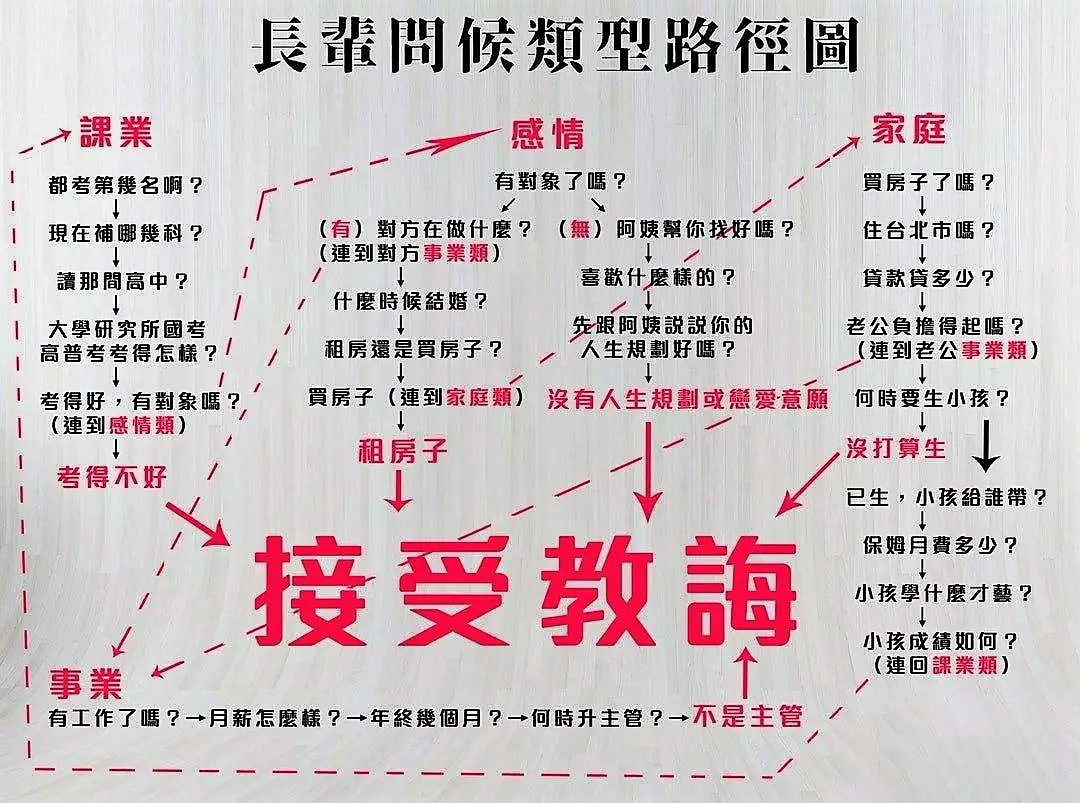 長輩問候類型路徑圖
課業
都考第幾名啊？
現在補哪幾科？
讀那間高中？
大學研究所國考
高普考考得怎樣？
考得好，有對象嗎？
（連到感情類）
考得不好
感情
有對象了嗎？
（有）對方在做什麼？
（連到對方事業類）
什麼時候結婚？
租房還是買房子？
買房子（連到家庭類）
租房子
（無）阿姨幫你找好嗎？
喜歡什麼樣的？
先跟阿姨説説你的
人生規劃好嗎？
沒有人生規劃或戀愛意願
家庭
買房子了嗎？
住台北市嗎？
貸款貸多少？
老公負擔得起嗎？
（連到老公事業類）
何時要生小孩？
沒打算生
已生，小孩給誰帶？
保姆月費多少？
小孩學什麼才藝？
小孩成績如何？
（連回課業類）
接受教誨
事業
有工作了嗎？→月薪怎麼樣？→年終幾個月？→何時升主管？→不是主管